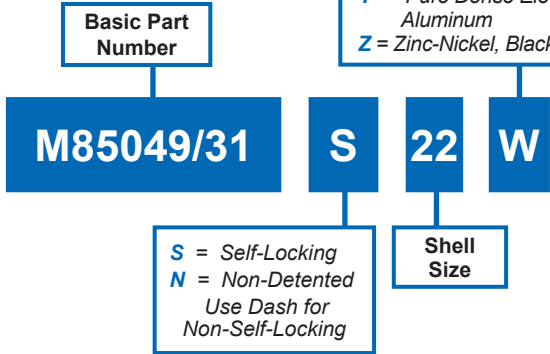 Aluminum
Z = Zinc-Nickel, Black
Basic Part
Number
M85049/31 S 22 W
S = Self-Locking
N = Non-Detented
Use Dash for
Non-Self-Locking
Shell
Size